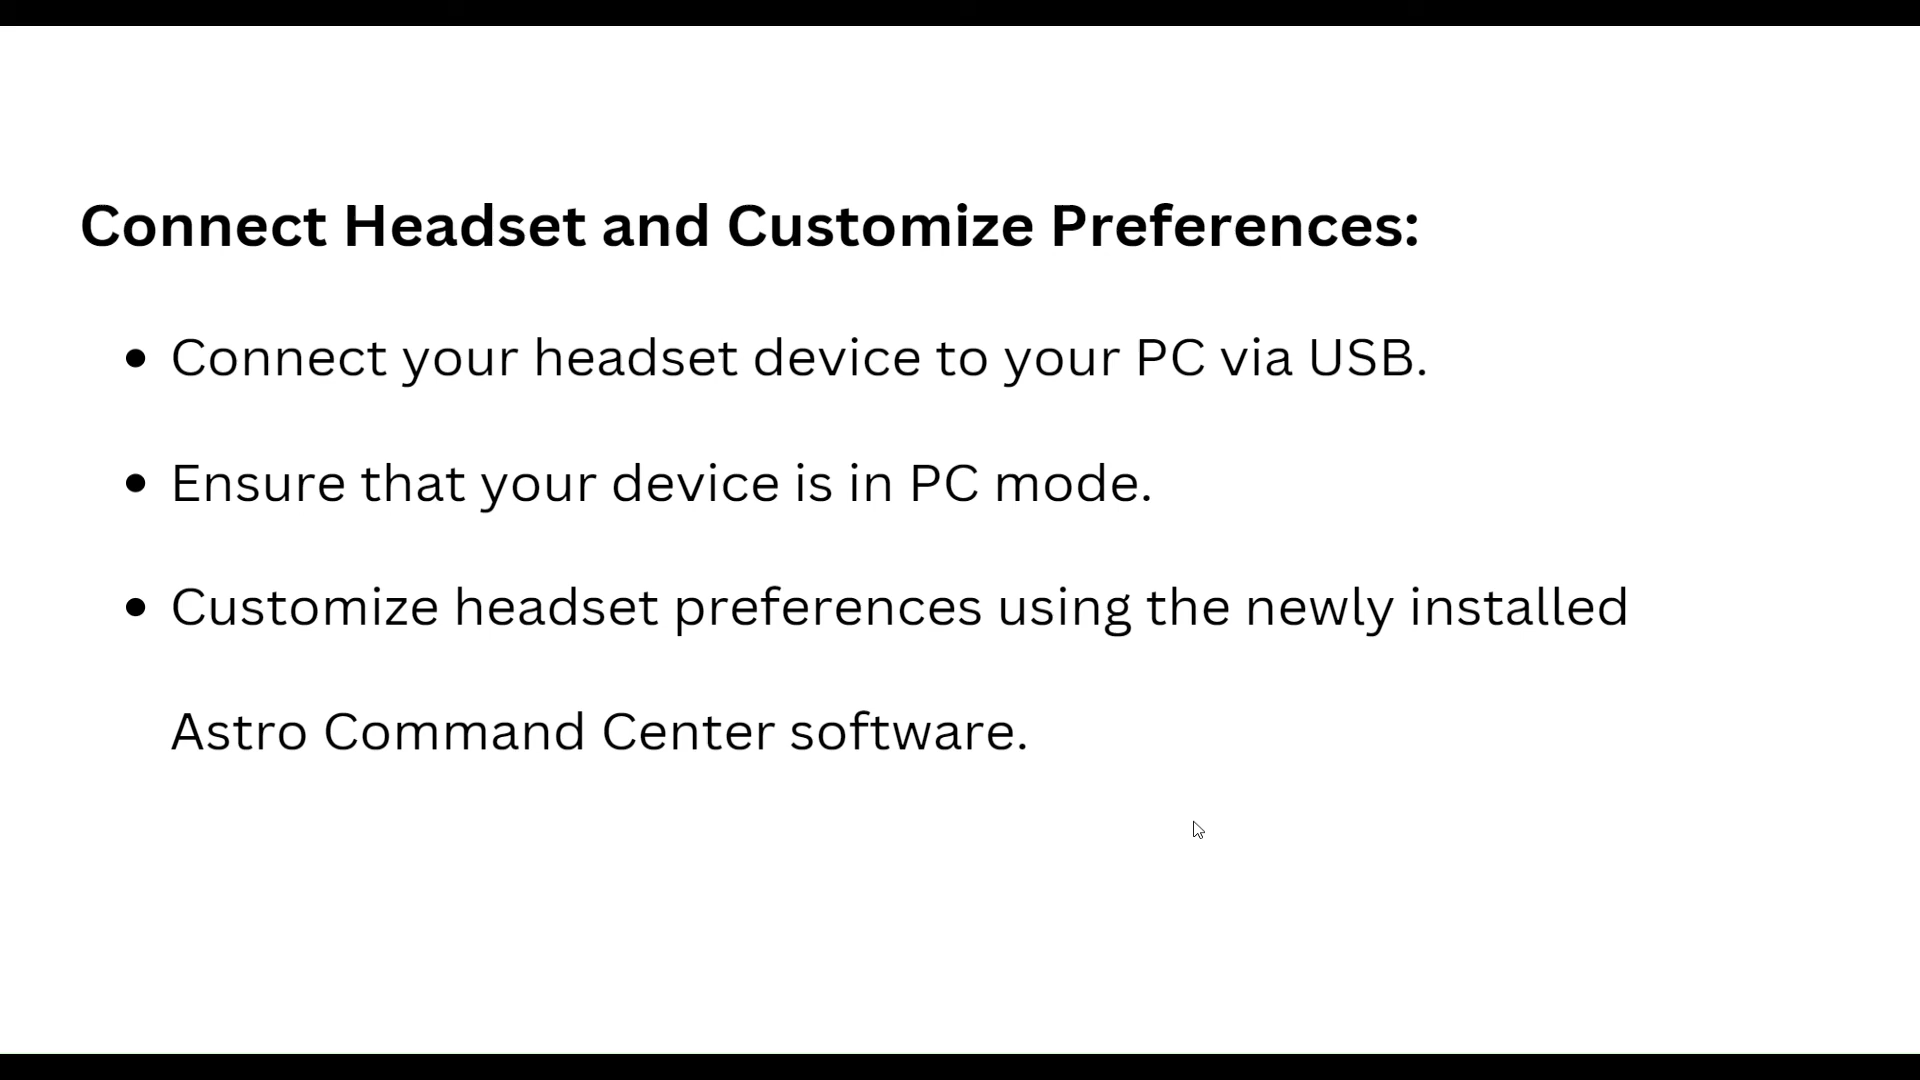 Connect Headset and Customize Preferences:
• Connect your headset device to your PC via USB.
• Ensure that your device is in PC mode.
• Customize headset preferences using the newly installed
Astro Command Center software.